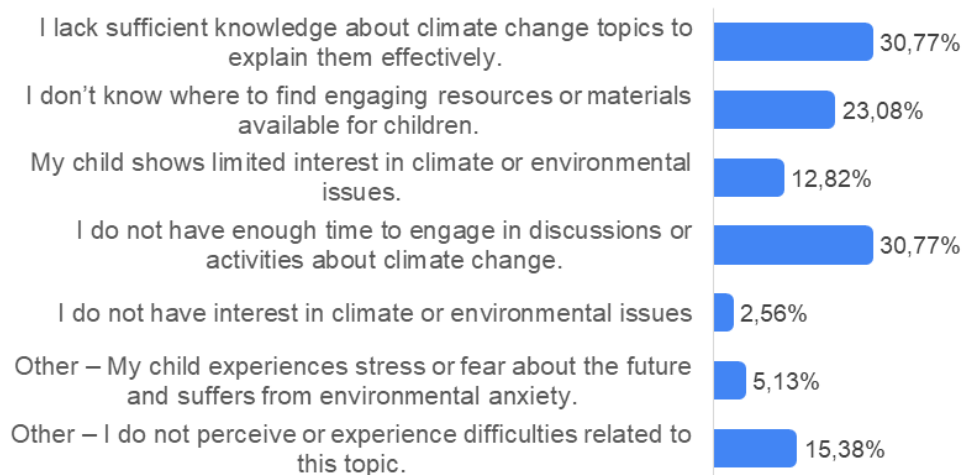 I lack sufficient knowledge about climate change topics to
explain them effectively.
30,77%
I don’t know where to find engaging resources or materials
available for children.
23,08%
My child shows limited interest in climate or environmental
issues.
12,82%
I do not have enough time to engage in discussions or
activities about climate change.
30,77%
I do not have interest in climate or environmental issues
2,56%
Other – My child experiences stress or fear about the future
and suffers from environmental anxiety.
5,13%
Other – I do not perceive or experience difficulties related to
this topic.
15,38%